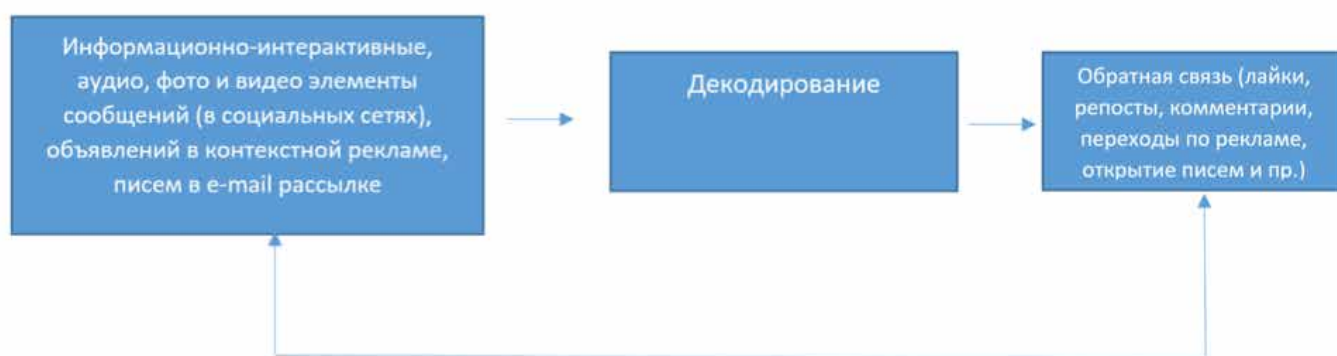 Информационно-интерактивные,
аудио, фото и видео элементы
сообщений (в социальных сетях),
объявлений в контекстной рекламе,
писем в e-mail рассылке
Декодирование
Обратная связь (лайки,
репосты, комментарии,
переходы по рекламе,
открытие писем и пр.)